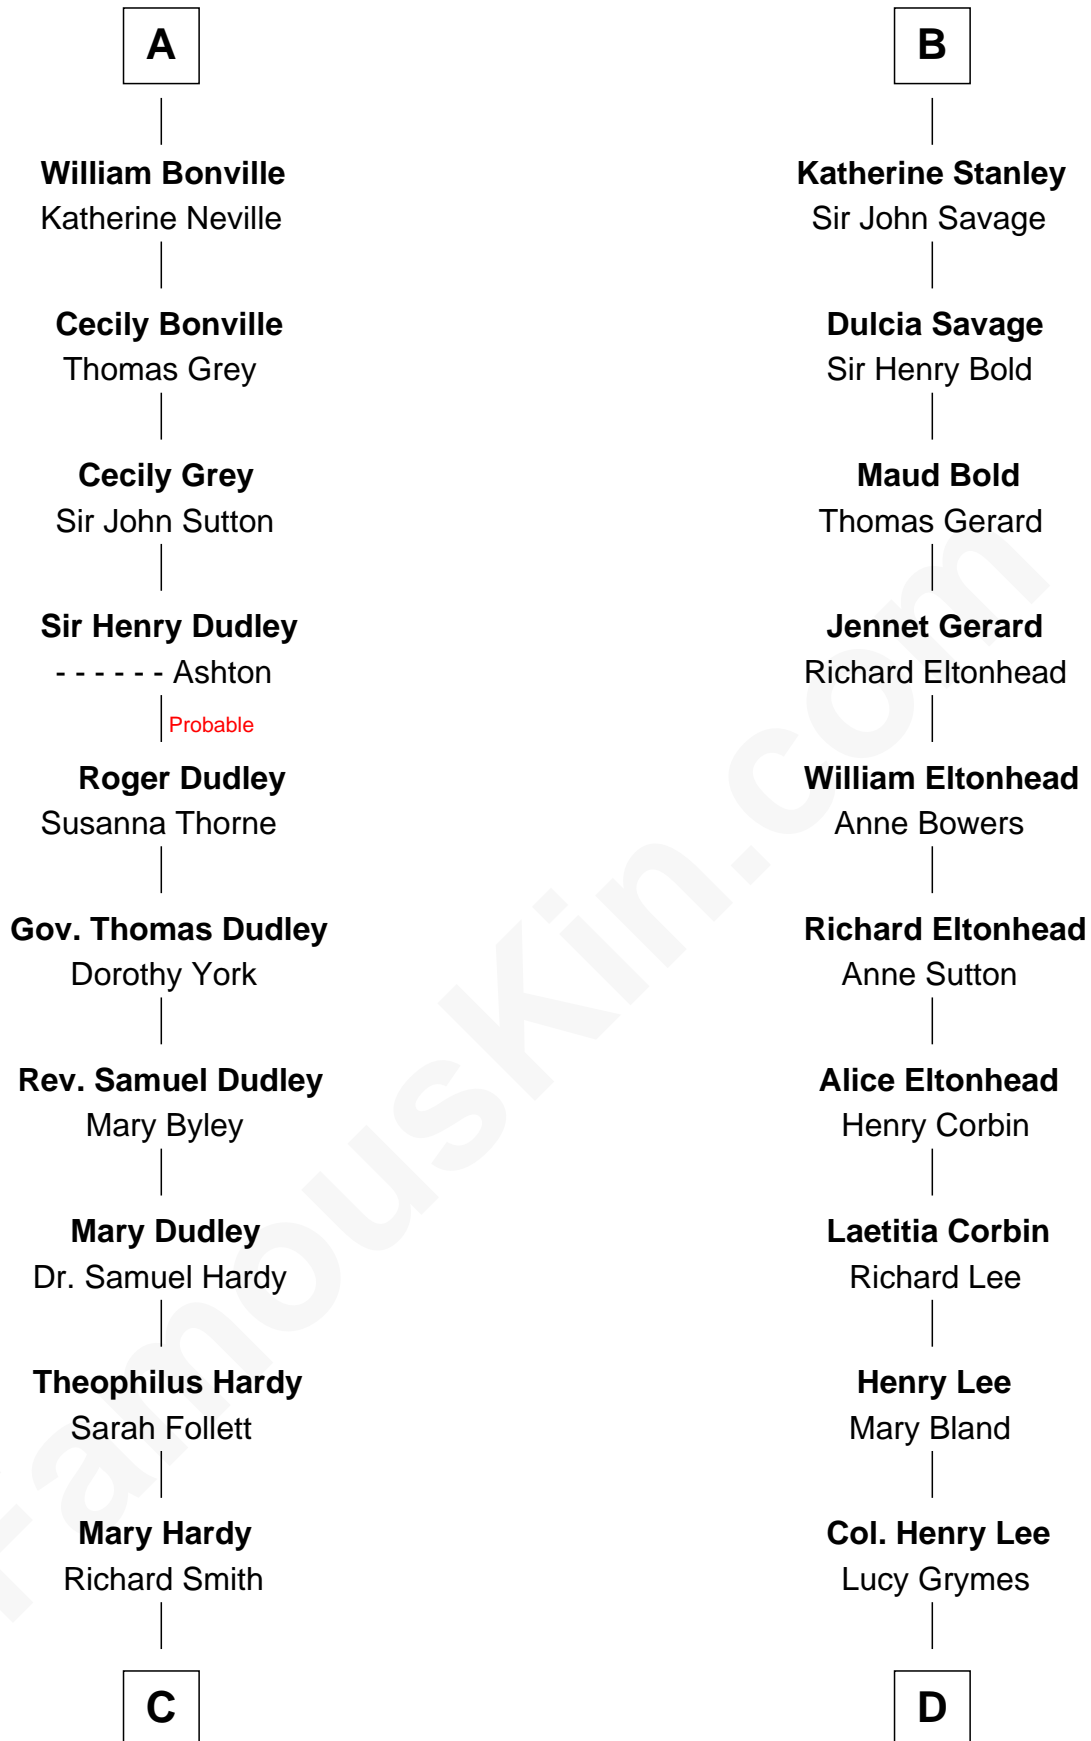 A
William Bonville
Katherine Neville
Cecily Bonville
Thomas Grey
Cecily Grey
Sir John Sutton
Sir Henry Dudley
- - - - - - Ashton
Probable
Roger Dudley
Susanna Thorne
Gov. Thomas Dudley
Dorothy York
Rev. Samuel Dudley
Mary Byley
Mary Dudley
Dr. Samuel Hardy
Theophilus Hardy
Sarah Follett
Mary Hardy
Richard Smith
C
B
Katherine Stanley
Sir John Savage
Dulcia Savage
Sir Henry Bold
Maud Bold
Thomas Gerard
Jennet Gerard
Richard Eltonhead
William Eltonhead
Anne Bowers
Richard Eltonhead
Anne Sutton
Alice Eltonhead
Henry Corbin
Laetitia Corbin
Richard Lee
Henry Lee
Mary Bland
Col. Henry Lee
Lucy Grymes
D
FamousKin.com